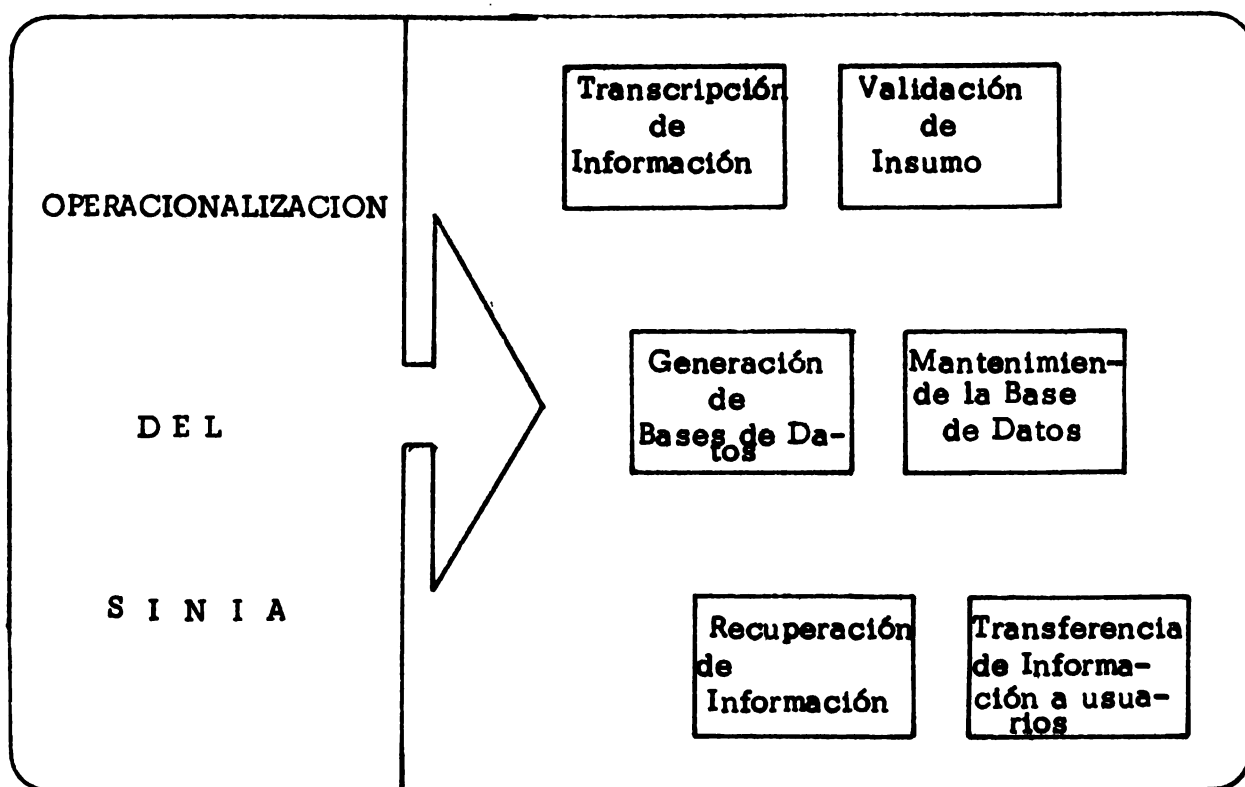 OPERACIONALIZACION
DEL
SINIA
Transcripción
de
Información
Validación
de
Insumo
Generación
de
Bases de Da-
tos
Mantenimien-
de la Base
de Datos
Recuperación
de
Información
Transferencia
de Informa-
ción a usua-
rios